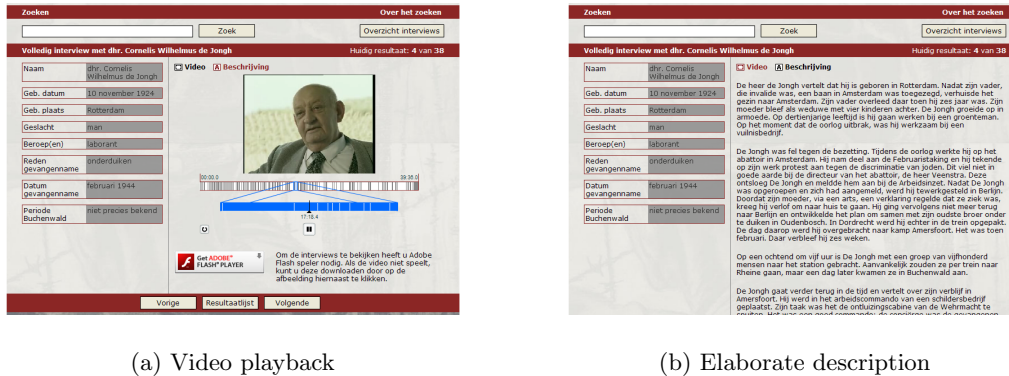 Zoeken Over het zoeken
Zoek Overzicht interviews
Volledig interview met dhr. Cornelis Wilhelmus de Jongh Huidig resultaat: 4 van 38
Naam dhr. Cornelis Wilhelmus de Jongh
Geb. datum 10 november 1924
Geb. plaats Rotterdam
Geslacht man
Beroep(en) laborant
Reden gevangenname onderduiken
Datum gevangenname februari 1944
Periode Buchenwald niet precies bekend
Video A Beschrijving
00:00.0 39:36.0
17:18.4
Get ADOBE® FLASH® PLAYER
Om de interviews te bekijken heeft u Adobe
Flash speler nodig. Als de video niet speelt,
kunt u deze downloaden door op de
afbeelding hiernaast te klikken.
Vorige Resultaatlijst Volgende
(a) Video playback
Zoeken Over het zoeken
Zoek Overzicht interviews
Volledig interview met dhr. Cornelis Wilhelmus de Jongh Huidig resultaat: 4 van 38
Naam dhr. Cornelis Wilhelmus de Jongh
Geb. datum 10 november 1924
Geb. plaats Rotterdam
Geslacht man
Beroep(en) laborant
Reden gevangenname onderduiken
Datum gevangenname februari 1944
Periode Buchenwald niet precies bekend
Video A Beschrijving
De heer de Jongh vertelt dat hij is geboren in Rotterdam. Nadat zijn vader,
die invalide was, een baan in Amsterdam was toegezegd, verhuisde het
gezin naar Amsterdam. Zijn vader overleed daar toen hij zes jaar was. Zijn
moeder bleef als weduwe met vier kinderen achter. De Jongh groeide op in
armoede. Op dertienjarige leeftijd is hij gaan werken bij een groenteman.
Op het moment dat de oorlog uitbrak, was hij werkzaam bij een
vuilnisbedrijf.
De Jongh was fel tegen de bezetting. Tijdens de oorlog werkte hij op het
abattoir in Amsterdam. Hij nam deel aan de Februaristaking en hij tekende
op zijn werk protest aan tegen de discriminatie van joden. Dit viel niet in
goede aarde bij de directeur van het abattoir, de heer Veenstra. Deze
ontsloeg De Jongh en meldde hem aan bij de Arbeidsinzet. Nadat De Jongh
was opgeroepen en zich had aangemeld, werd hij tewerkgesteld in Berlijn.
Doordat zijn moeder, via een arts, een verklaring regelde dat ze ziek was,
kreeg hij verlof om naar huis te gaan. Hij ging vervolgens niet meer terug
naar Berlijn en ontwikkelde het plan om samen met zijn oudste broer onder
te duiken in Oudenbosch. In Dordrecht werd hij echter in de trein opgepakt.
De dag daarop werd hij overgebracht naar kamp Amersfoort. Het was toen
februari. Daar verbleef hij zes weken.
Op een ochtend om vijf uur is De Jongh met een groep van vijfhonderd
mensen naar het station gebracht. Aanvankelijk zouden ze per trein naar
Rheine gaan, maar een dag later kwamen ze in Buchenwald aan.
De Jongh gaat verder terug in de tijd en vertelt over zijn verblijf in
Amersfoort. Hij werd in het arbeidscommando van een schildersbedrijf
geplaatst. Zijn taak was het de ontluizingscabine van de Wehrmacht te
(b) Elaborate description